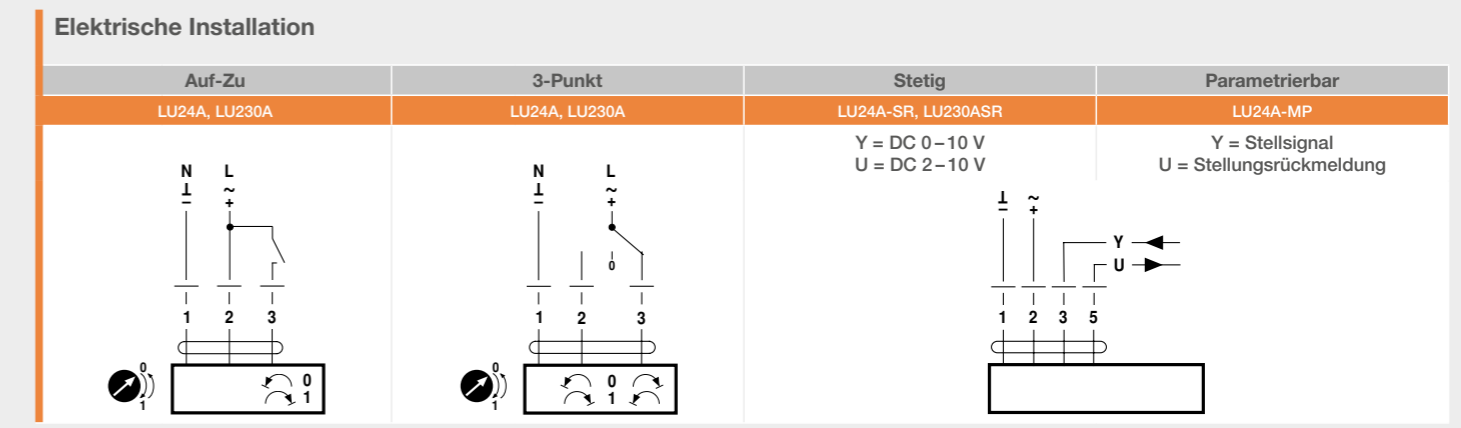 Elektrische Installation
Auf-Zu 3-Punkt Stetig Parametrierbar
LU24A, LU230A LU24A, LU230A LU24A-SR, LU230ASR LU24A-MP
Y = DC 0–10 V Y = Stellsignal
U = DC 2–10 V U = Stellungsrückmeldung
N L N L
⊥ ~ ⊥ ~ ⊥ ~
– + – + – +
Y
0 U
1 2 3 1 2 3 1 2 3 5
0 0
0 0
1 1
1 1